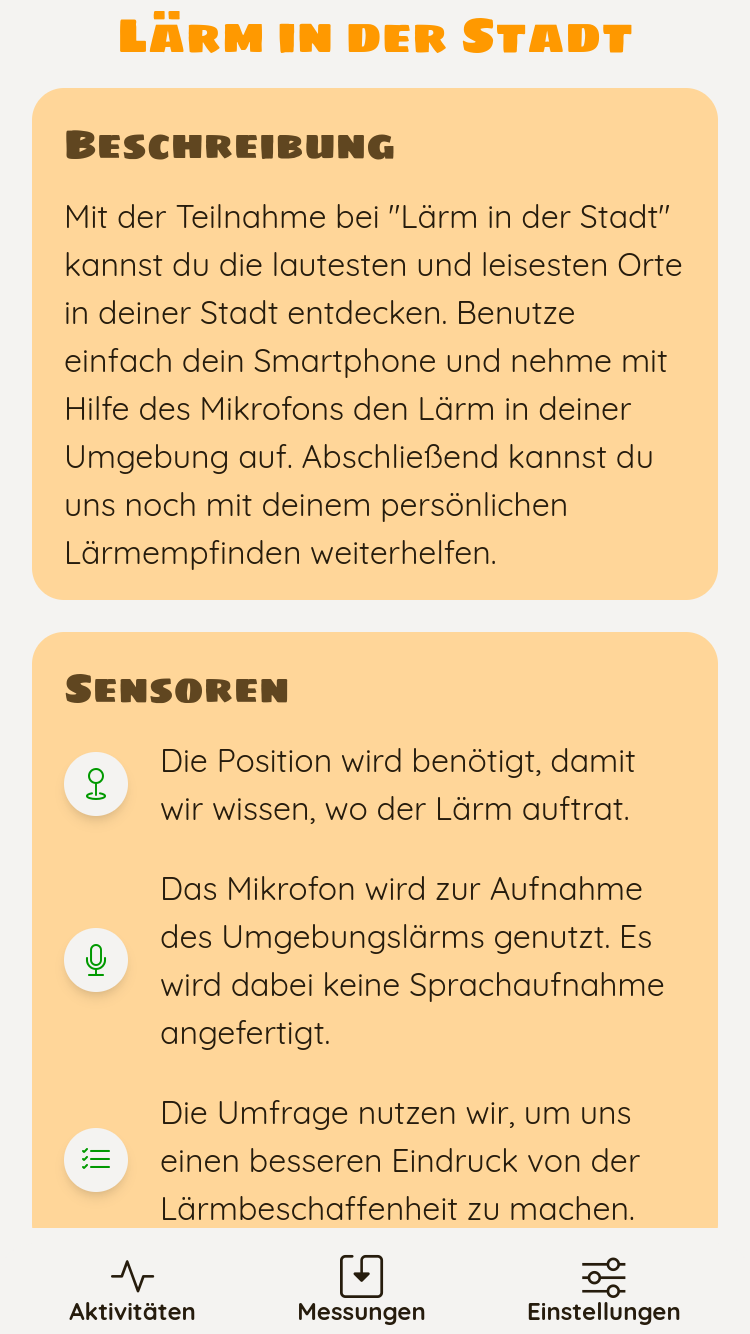 Lärm in der Stadt
Beschreibung
Mit der Teilnahme bei "Lärm in der Stadt"
kannst du die lautesten und leisesten Orte
in deiner Stadt entdecken. Benutze
einfach dein Smartphone und nehme mit
Hilfe des Mikrofons den Lärm in deiner
Umgebung auf. Abschließend kannst du
uns noch mit deinem persönlichen
Lärmempfinden weiterhelfen.
Sensoren
Die Position wird benötigt, damit
wir wissen, wo der Lärm auftrat.
Das Mikrofon wird zur Aufnahme
des Umgebungslärms genutzt. Es
wird dabei keine Sprachaufnahme
angefertigt.
Die Umfrage nutzen wir, um uns
einen besseren Eindruck von der
Lärmbeschaffenheit zu machen.
Aktivitäten Messungen Einstellungen